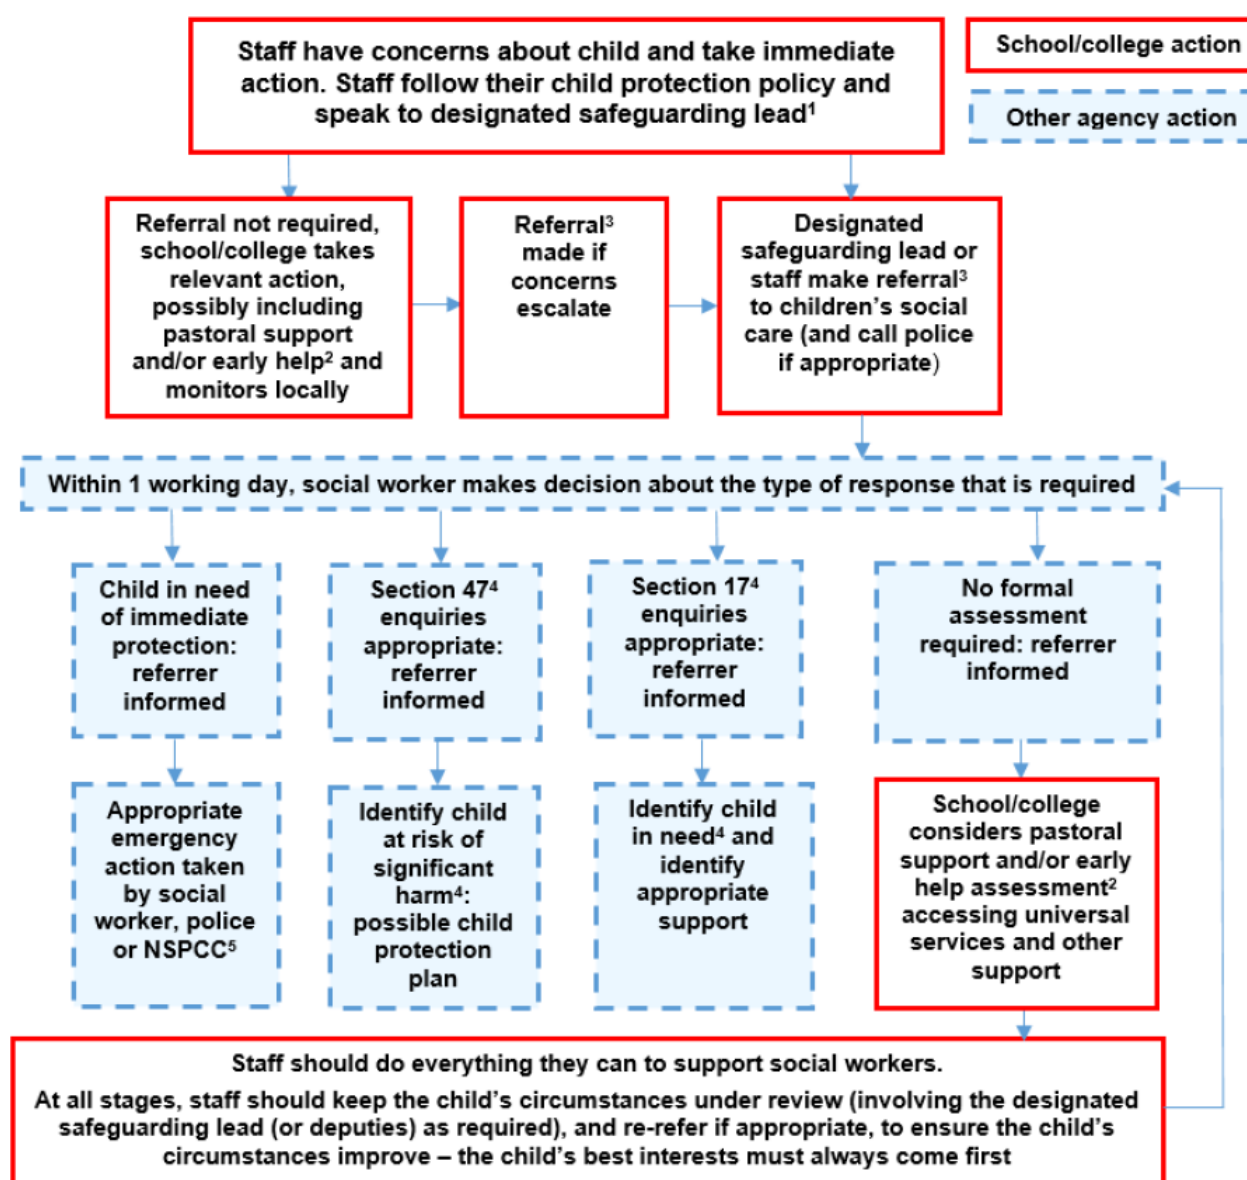 Staff have concerns about child and take immediate
action. Staff follow their child protection policy and
speak to designated safeguarding lead¹
School/college action
Other agency action
Referral not required,
school/college takes
relevant action,
possibly including
pastoral support
and/or early help² and
monitors locally
Referral³
made if
concerns
escalate
Designated
safeguarding lead or
staff make referral³
to children’s social
care (and call police
if appropriate)
Within 1 working day, social worker makes decision about the type of response that is required
Child in need
of immediate
protection:
referrer
informed
Section 47⁴
enquiries
appropriate:
referrer
informed
Section 17⁴
enquiries
appropriate:
referrer
informed
No formal
assessment
required: referrer
informed
Appropriate
emergency
action taken
by social
worker, police
or NSPCC⁵
Identify child
at risk of
significant
harm⁴:
possible child
protection
plan
Identify child
in need⁴ and
identify
appropriate
support
School/college
considers pastoral
support and/or early
help assessment²
accessing universal
services and other
support
Staff should do everything they can to support social workers.
At all stages, staff should keep the child’s circumstances under review (involving the designated
safeguarding lead (or deputies) as required), and re-refer if appropriate, to ensure the child’s
circumstances improve – the child’s best interests must always come first